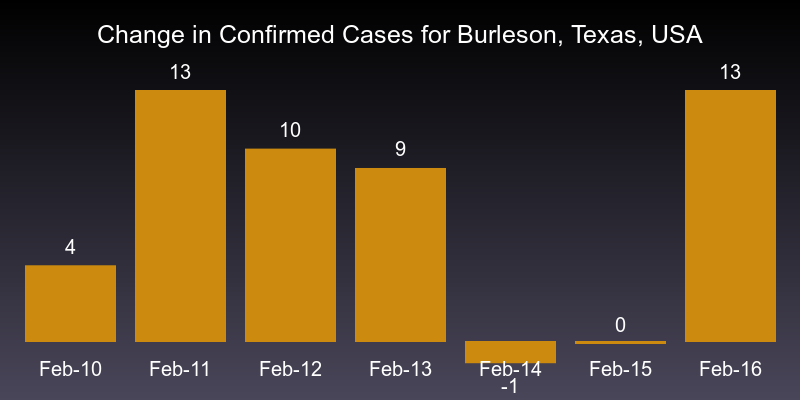 Change in Confirmed Cases for Burleson, Texas, USA
4
13
10
9
-1
0
13
Feb-10
Feb-11
Feb-12
Feb-13
Feb-14
Feb-15
Feb-16